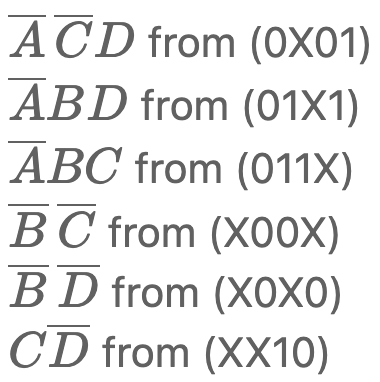 A̅ C̅D from (0X01)
A̅BD from (01X1)
A̅BC from (011X)
B̅ C̅ from (X00X)
B̅ D̅ from (X0X0)
CD̅ from (XX10)